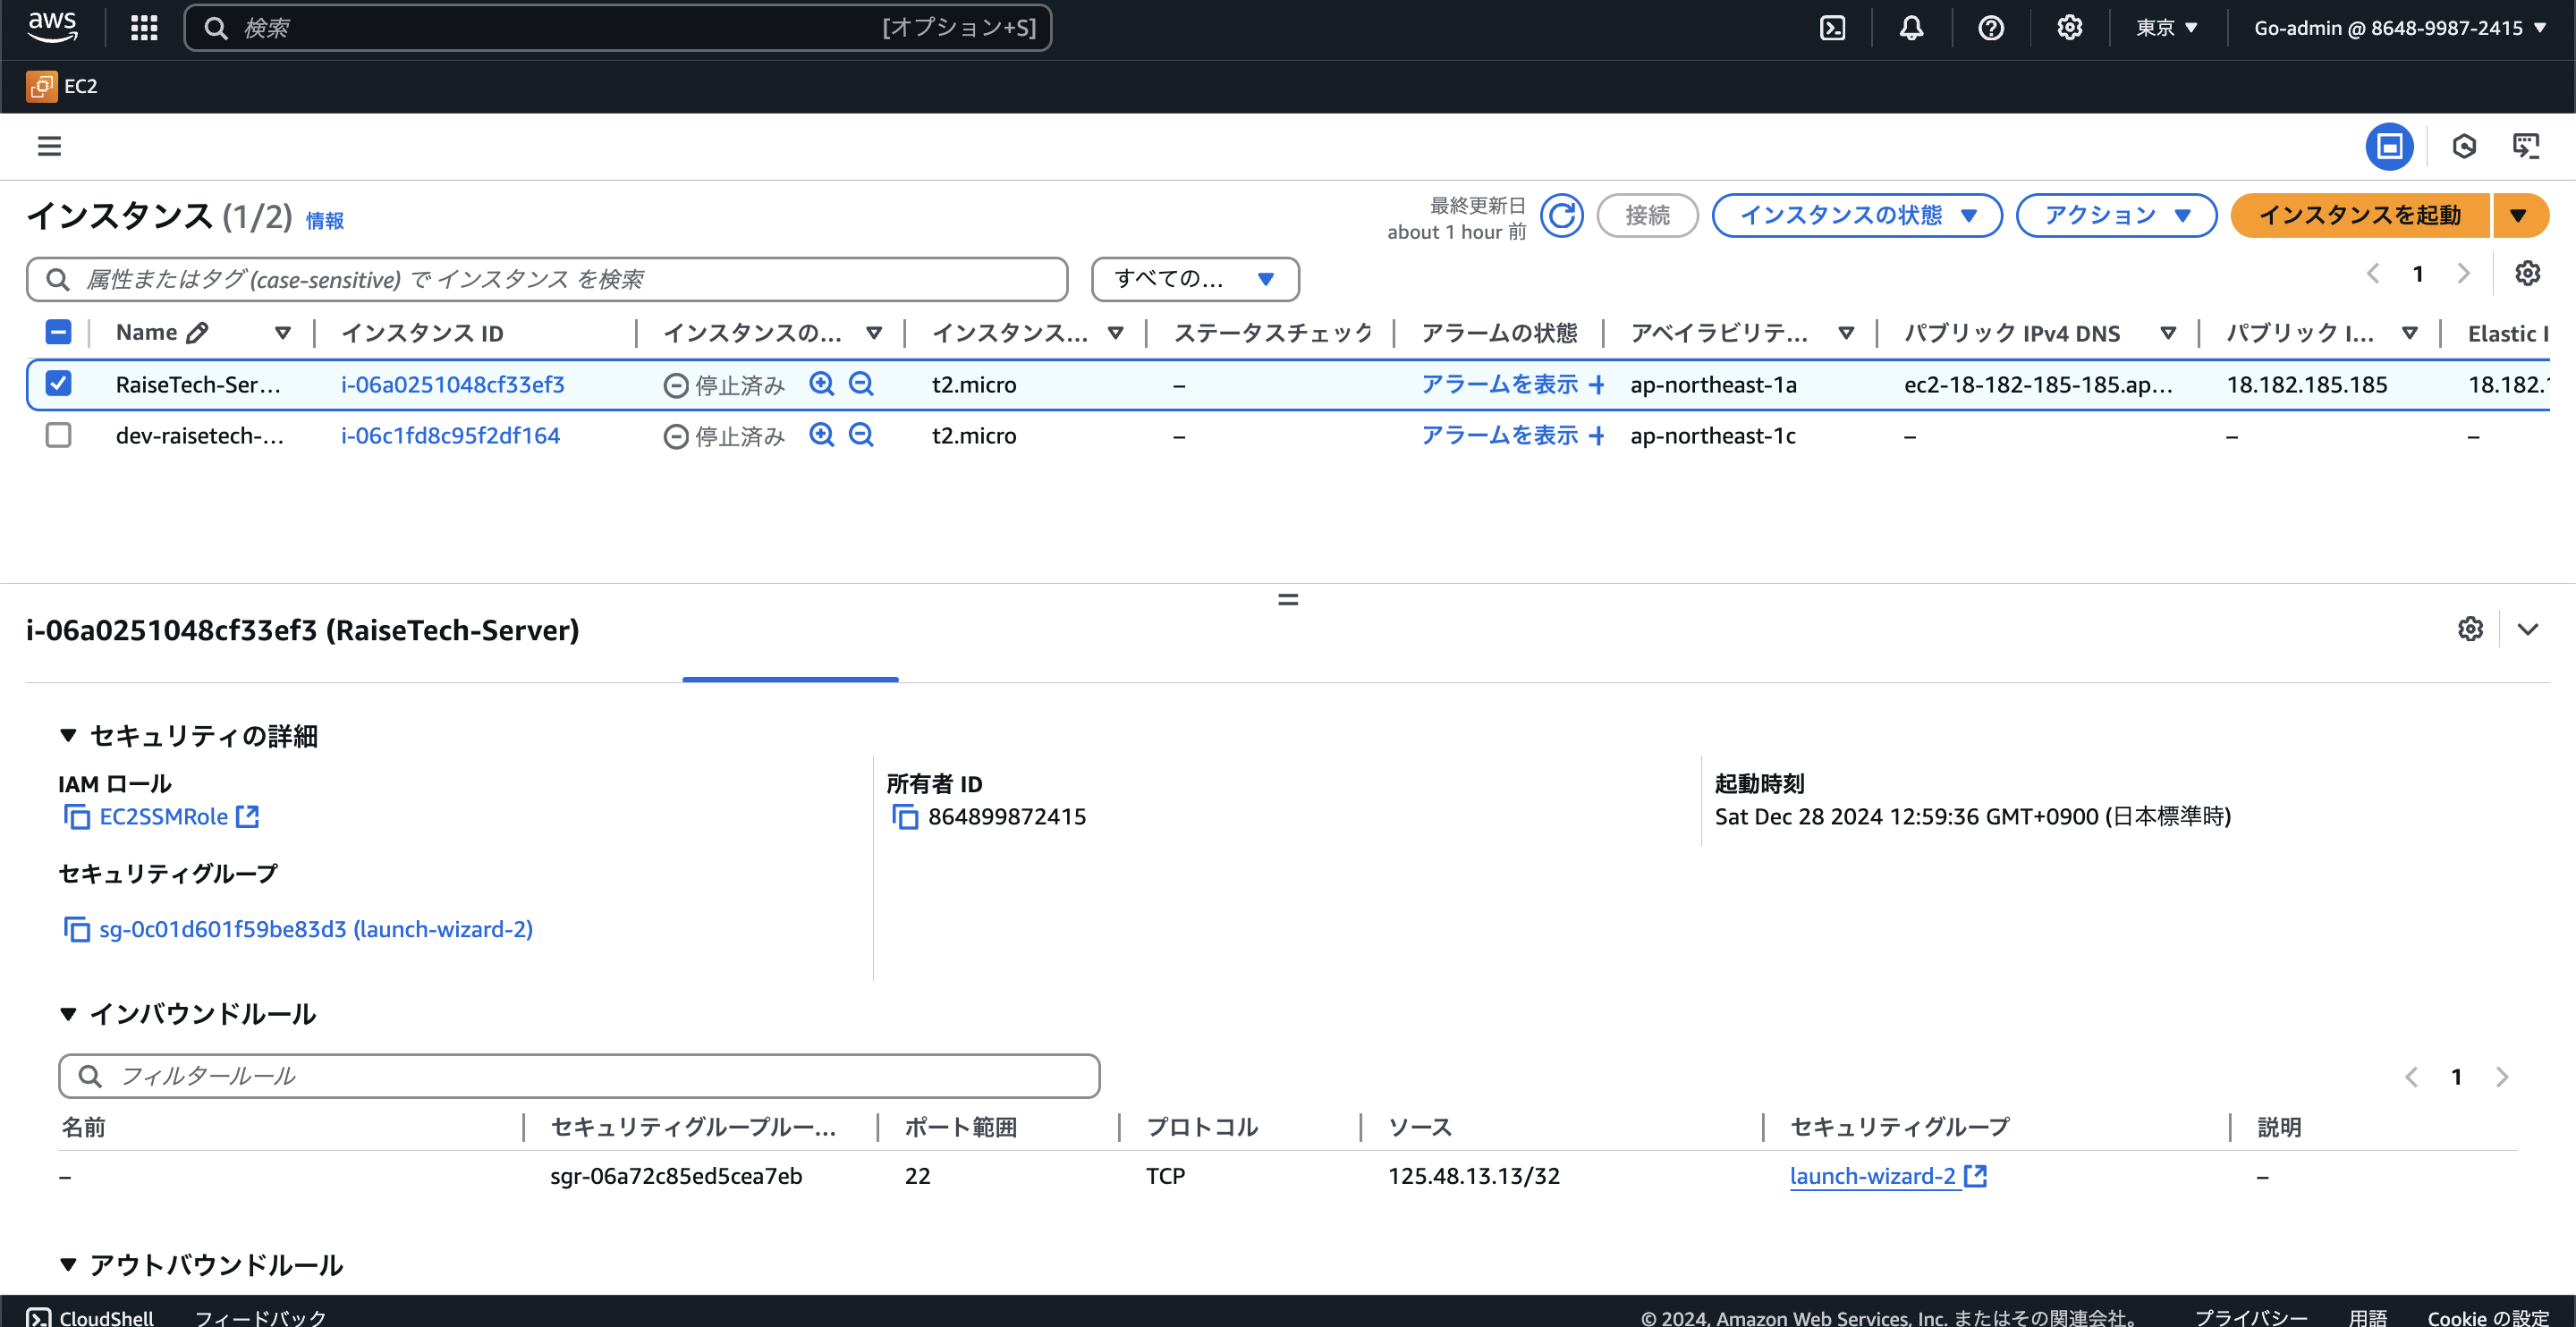 aws 検索 [オプション+S] 東京 Go-admin @ 8648-9987-2415
EC2
インスタンス (1/2) 情報
最終更新日
about 1 hour 前
接続 インスタンスの状態 アクション インスタンスを起動
属性またはタグ (case-sensitive) で インスタンス を検索 すべての... 1
Name インスタンス ID インスタンスの... インスタンス... ステータスチェック アラームの状態 アベイラビリテ... パブリック IPv4 DNS パブリック I... Elastic I
RaiseTech-Ser... i-06a0251048cf33ef3 停止済み t2.micro – アラームを表示 + ap-northeast-1a ec2-18-182-185-185.ap... 18.182.185.185 18.182.1
dev-raisetech-... i-06c1fd8c95f2df164 停止済み t2.micro – アラームを表示 + ap-northeast-1c – – –
i-06a0251048cf33ef3 (RaiseTech-Server)
セキュリティの詳細
IAM ロール 所有者 ID 起動時刻
EC2SSMRole 864899872415 Sat Dec 28 2024 12:59:36 GMT+0900 (日本標準時)
セキュリティグループ
sg-0c01d601f59be83d3 (launch-wizard-2)
インバウンドルール
フィルタールール 1
名前 セキュリティグループルー... ポート範囲 プロトコル ソース セキュリティグループ 説明
– sgr-06a72c85ed5cea7eb 22 TCP 125.48.13.13/32 launch-wizard-2 –
アウトバウンドルール
CloudShell フィードバック © 2024, Amazon Web Services, Inc. またはその関連会社。 プライバシー 用語 Cookie の設定